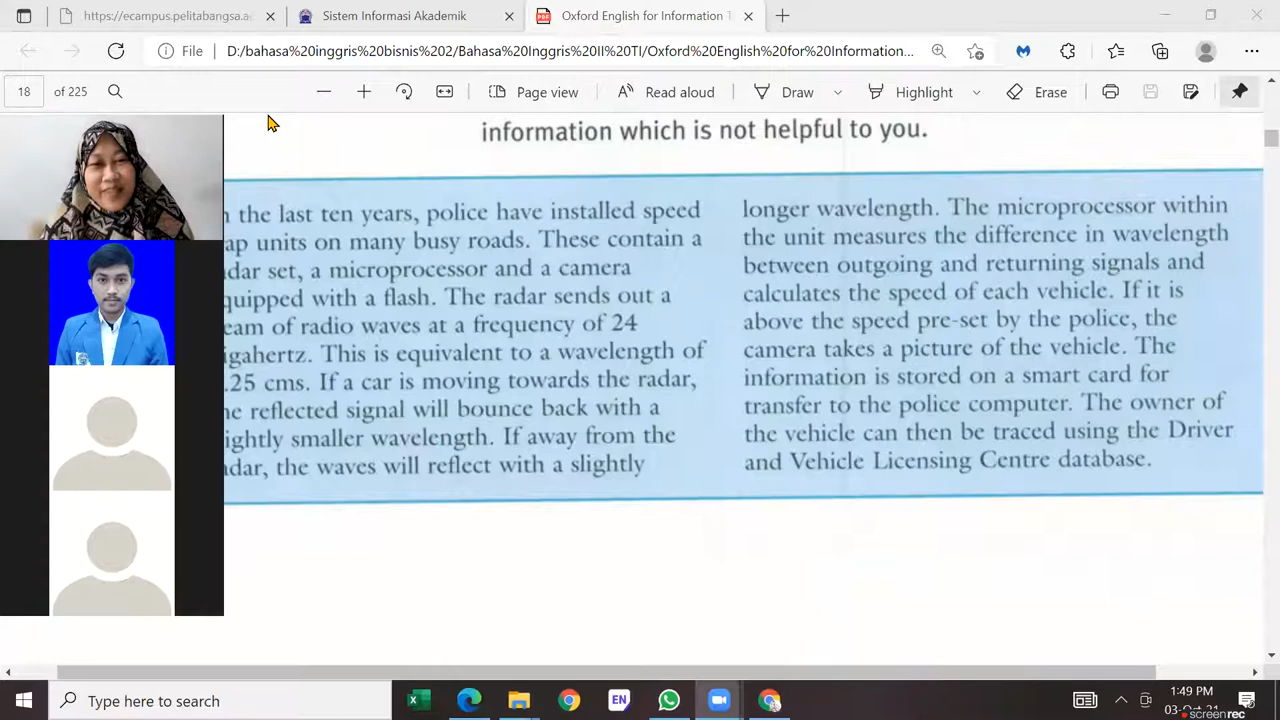 https://ecampus.pelitabangsa.a
Sistem Informasi Akademik
Oxford English for Information T
File
D:/bahasa%20inggris%20bisnis%202/Bahasa%20Inggris%20II%20TI/Oxford%20English%20for%20Information...
18
of 225
Page view
Read aloud
Draw
Highlight
Erase
information which is not helpful to you.
the last ten years, police have installed speed
units on many busy roads. These contain a
set, a microprocessor and a camera
with a flash. The radar sends out a
of radio waves at a frequency of 24
This is equivalent to a wavelength of
.25 cms. If a car is moving towards the radar,
reflected signal will bounce back with a
smaller wavelength. If away from the
the waves will reflect with a slightly
longer wavelength. The microprocessor within
the unit measures the difference in wavelength
between outgoing and returning signals and
calculates the speed of each vehicle. If it is
above the speed pre-set by the police, the
camera takes a picture of the vehicle. The
information is stored on a smart card for
transfer to the police computer. The owner of
the vehicle can then be traced using the Driver
and Vehicle Licensing Centre database.
Type here to search
EN
1:49 PM
screenrec